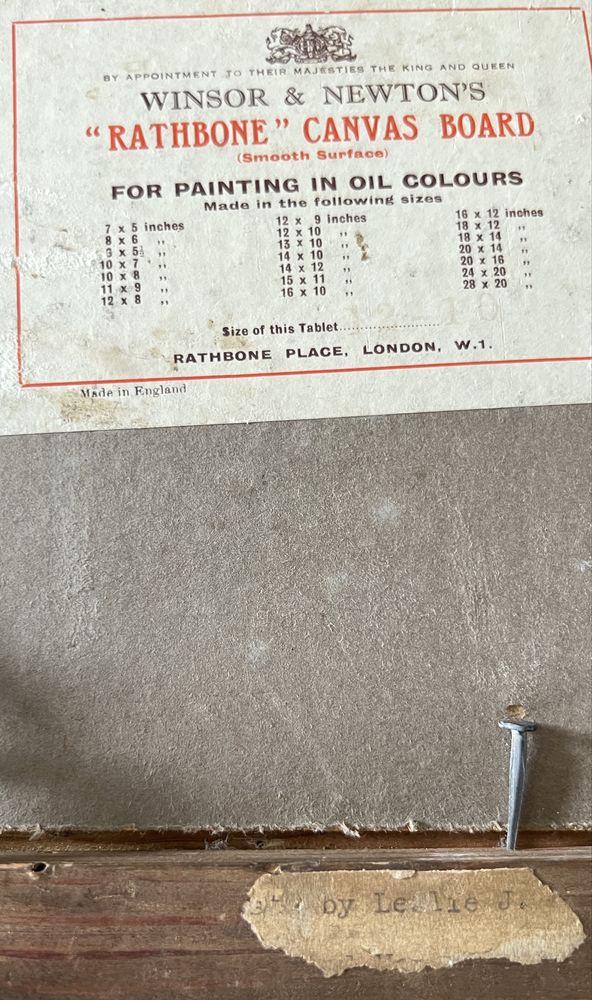 BY APPOINTMENT TO THEIR MAJESTIES THE KING AND QUEEN
WINSOR & NEWTON'S
"RATHBONE" CANVAS BOARD
(Smooth Surface)
FOR PAINTING IN OIL COLOURS
Made in the following sizes
7 x 5 inches
8 x 6 ,,
9 x 5½ ,,
10 x 7 ,,
10 x 8 ,,
11 x 9 ,,
12 x 8 ,,
12 x 9 inches
12 x 10 ,,
13 x 10 ,,
14 x 10 ,,
14 x 12 ,,
15 x 11 ,,
16 x 10 ,,
16 x 12 inches
18 x 12 ,,
18 x 14 ,,
20 x 14 ,,
20 x 16 ,,
24 x 20 ,,
28 x 20 ,,
Size of this Tablet........................
RATHBONE PLACE, LONDON, W.1.
Made in England
by Leslie J.